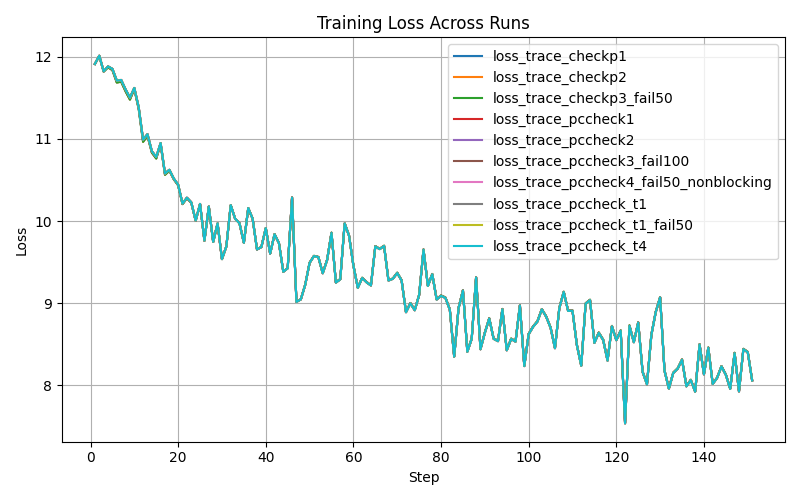 Training Loss Across Runs
loss_trace_checkp1
loss_trace_checkp2
loss_trace_checkp3_fail50
loss_trace_pccheck1
loss_trace_pccheck2
loss_trace_pccheck3_fail100
loss_trace_pccheck4_fail50_nonblocking
loss_trace_pccheck_t1
loss_trace_pccheck_t1_fail50
loss_trace_pccheck_t4
Loss
12
11
10
9
8
0 20 40 60 80 100 120 140
Step